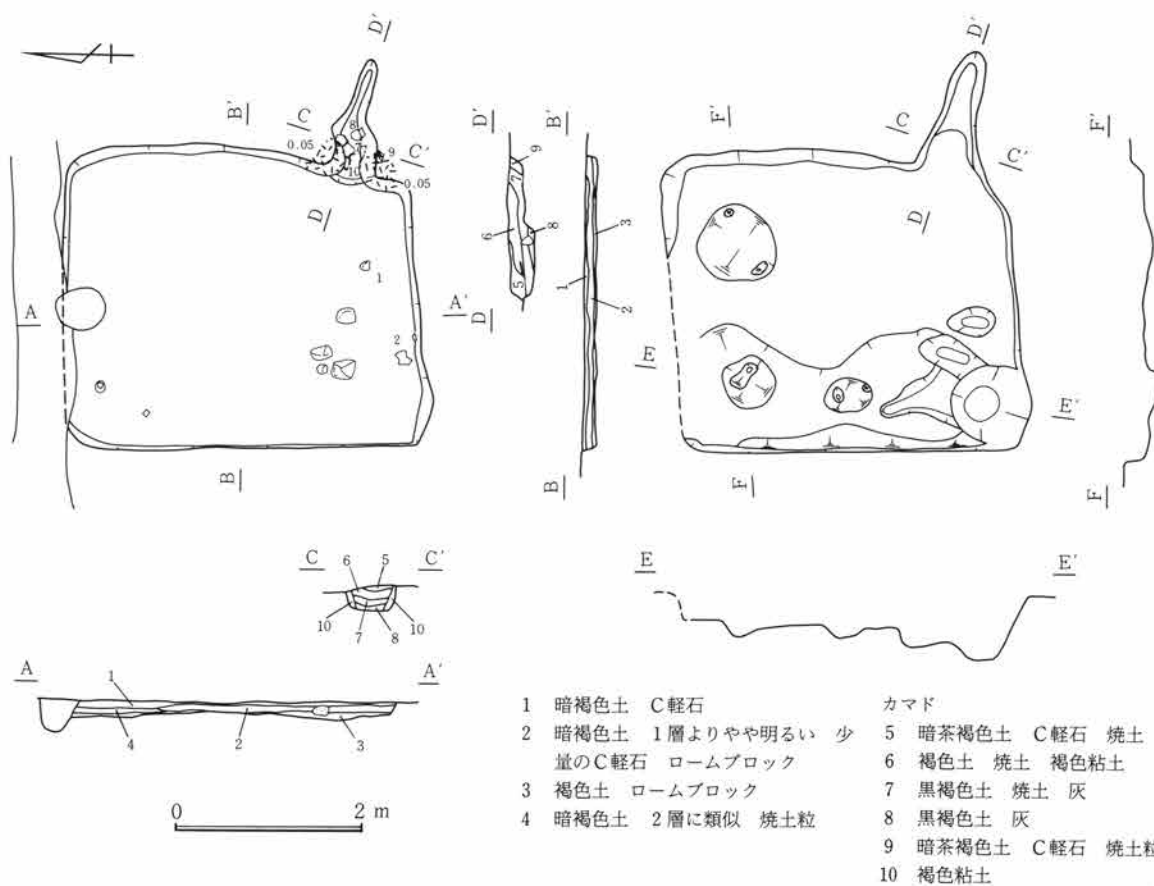 D'
B'
C
0.05
8
7
9
C'
10
0.05
D
1
A
A'
2
B
D'
B'
9
6
8
3
5
1
2
D
B
D'
F'
C
C'
D
E
E'
F
F'
F
C
C'
6
5
10
7
8
10
E
E'
A
A'
1
4
2
3
0
2 m
1 暗褐色土 C軽石
2 暗褐色土 1層よりやや明るい 少
量のC軽石 ロームブロック
3 褐色土 ロームブロック
4 暗褐色土 2層に類似 焼土粒
カマド
5 暗茶褐色土 C軽石 焼土
6 褐色土 焼土 褐色粘土
7 黒褐色土 焼土 灰
8 黒褐色土 灰
9 暗茶褐色土 C軽石 焼土粒
10 褐色粘土